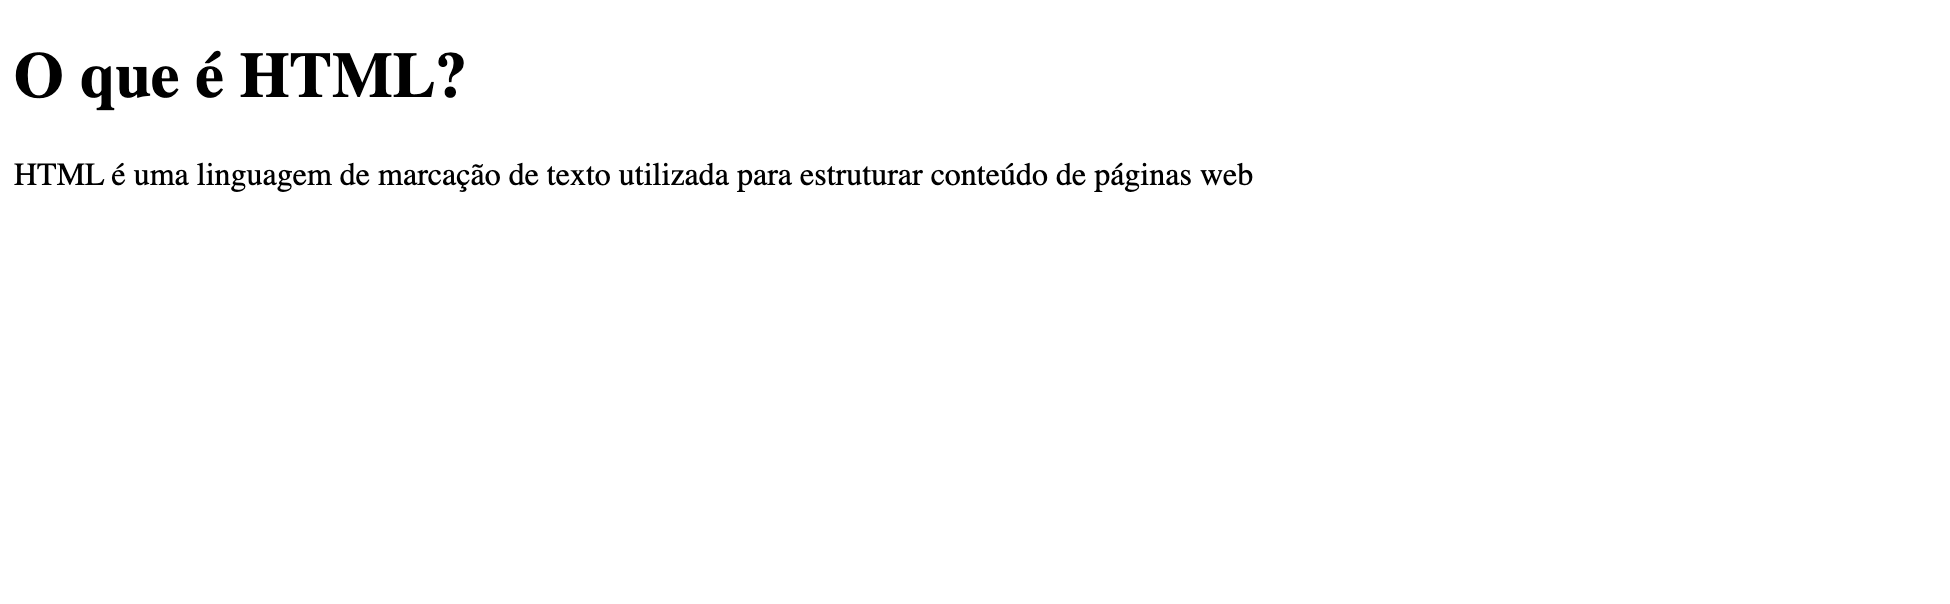 O que é HTML?
HTML é uma linguagem de marcação de texto utilizada para estruturar conteúdo de páginas web